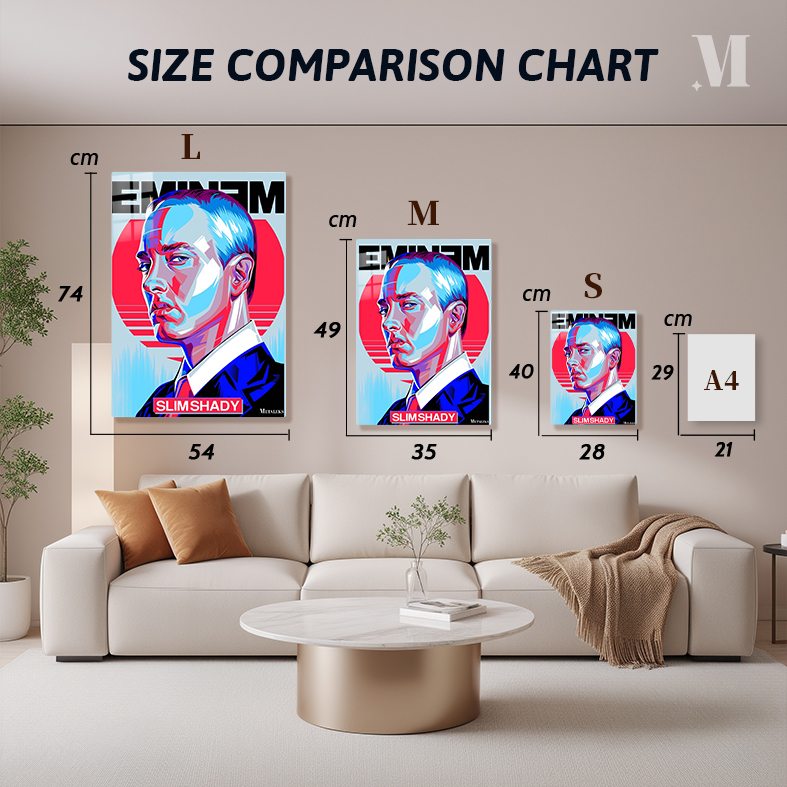 SIZE COMPARISON CHART
M
L
cm
74
54
EMINEM
SLIMSHADY
M
cm
49
35
EMINEM
SLIMSHADY
S
cm
40
28
EMINEM
SLIMSHADY
cm
29
21
A4